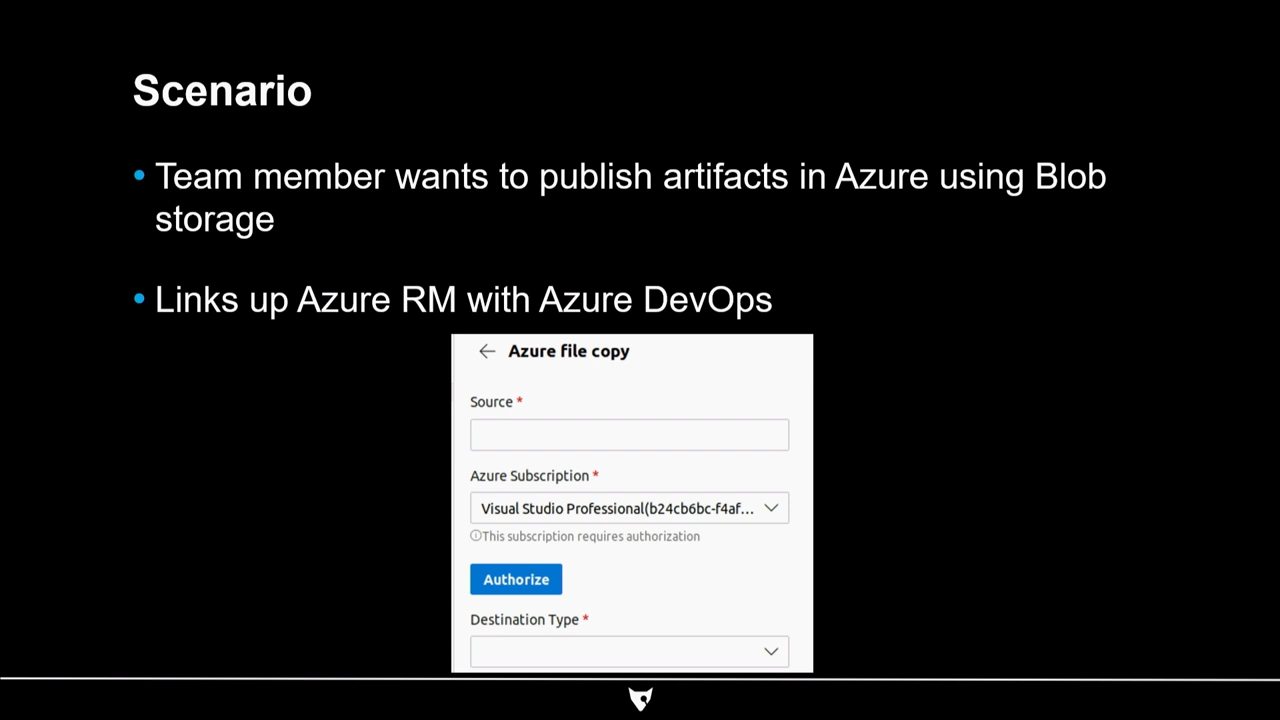 Scenario
• Team member wants to publish artifacts in Azure using Blob
storage
• Links up Azure RM with Azure DevOps
← Azure file copy
Source *
Azure Subscription *
Visual Studio Professional(b24cb6bc-f4af...
This subscription requires authorization
Authorize
Destination Type *